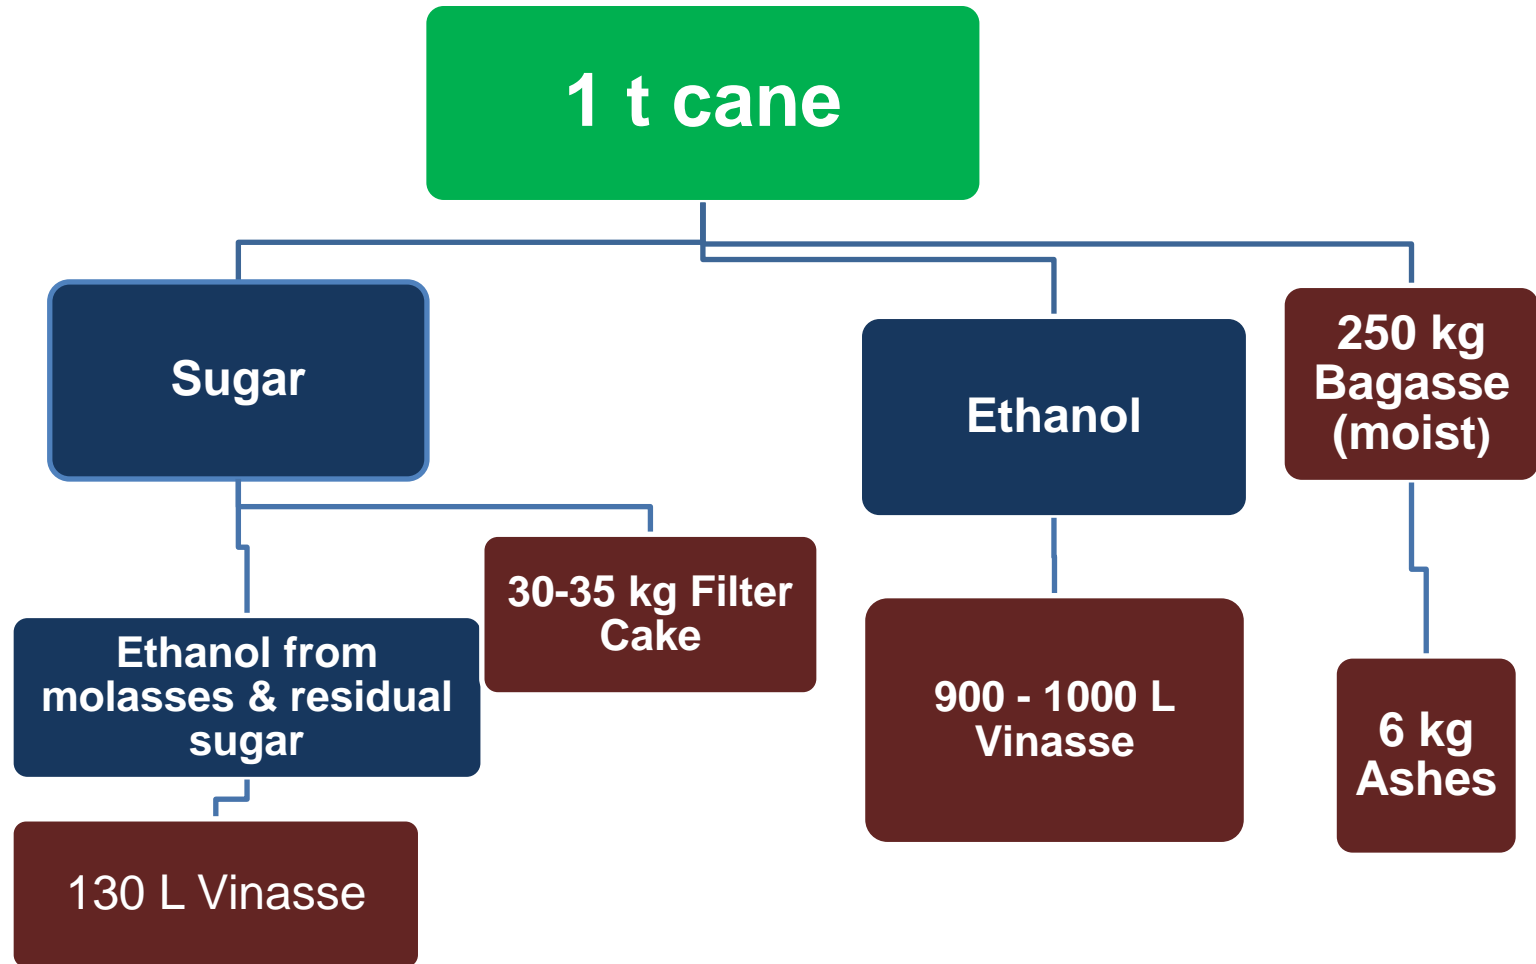 1 t cane
Sugar
Ethanol
250 kg
Bagasse
(moist)
30-35 kg Filter
Cake
Ethanol from
molasses & residual
sugar
900 - 1000 L
Vinasse
6 kg
Ashes
130 L Vinasse